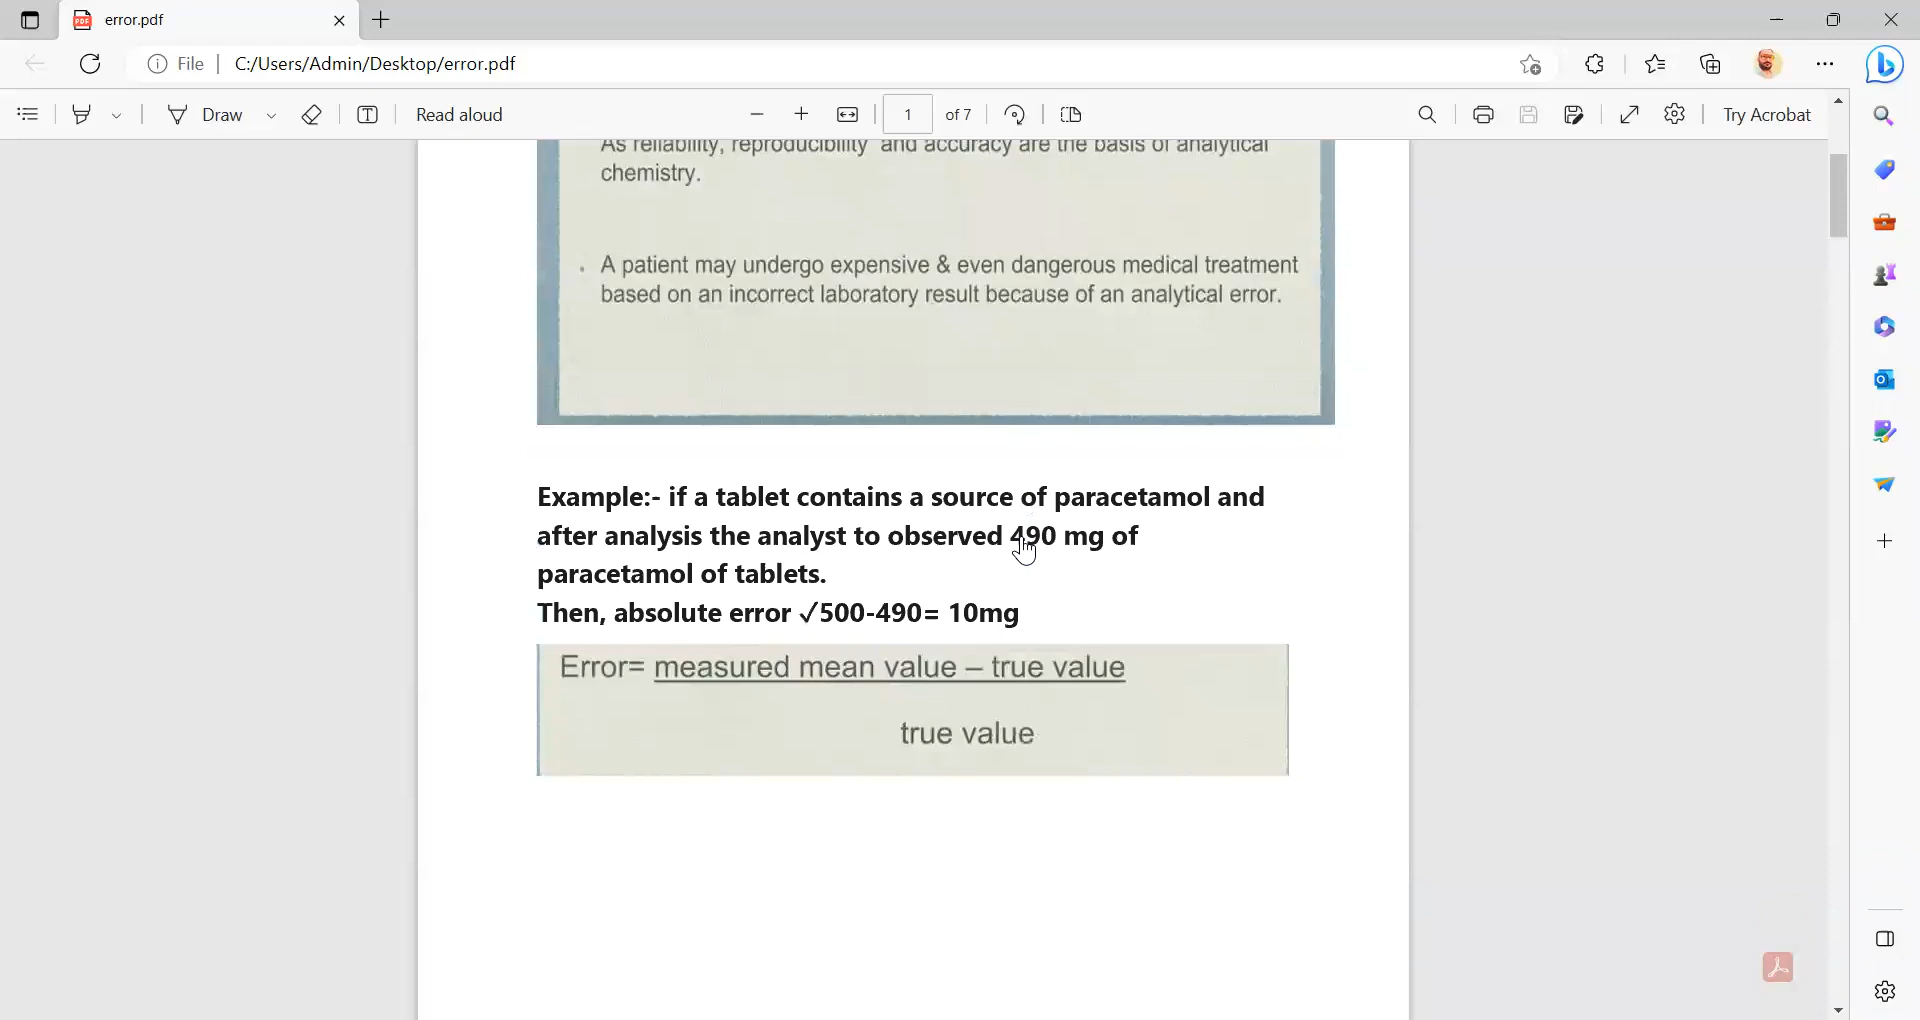 error.pdf
File
C:/Users/Admin/Desktop/error.pdf
Draw
Read aloud
1
of 7
Try Acrobat
As reliability, reproducibility and accuracy are the basis of analytical
chemistry.
. A patient may undergo expensive & even dangerous medical treatment
based on an incorrect laboratory result because of an analytical error.
Example:- if a tablet contains a source of paracetamol and
after analysis the analyst to observed 490 mg of
paracetamol of tablets.
Then, absolute error ✓500-490= 10mg
Error= measured mean value – true value
true value